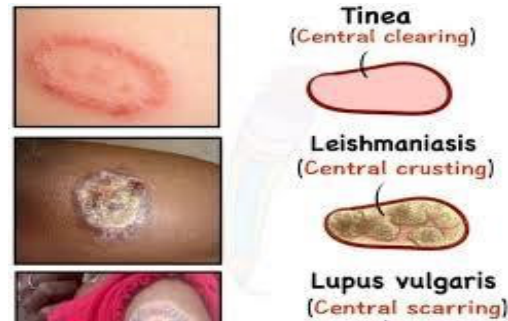 Tinea
(Central clearing)
Leishmaniasis
(Central crusting)
Lupus vulgaris
(Central scarring)